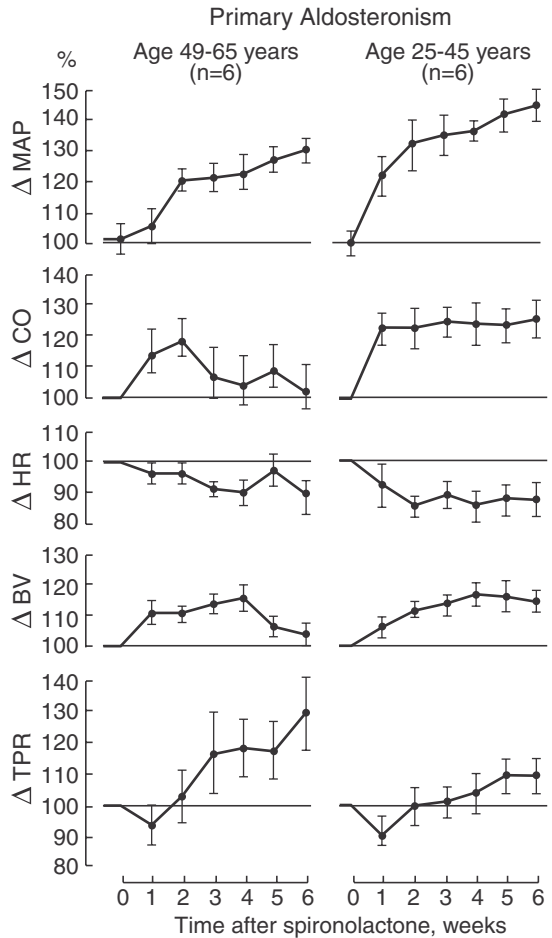 Primary Aldosteronism
%
Age 49-65 years
(n=6)
Age 25-45 years
(n=6)
Δ MAP
150
140
130
120
110
100
Δ CO
140
130
120
110
100
Δ HR
110
100
90
80
Δ BV
130
120
110
100
Δ TPR
140
130
120
110
100
90
80
0 1 2 3 4 5 6
0 1 2 3 4 5 6
Time after spironolactone, weeks